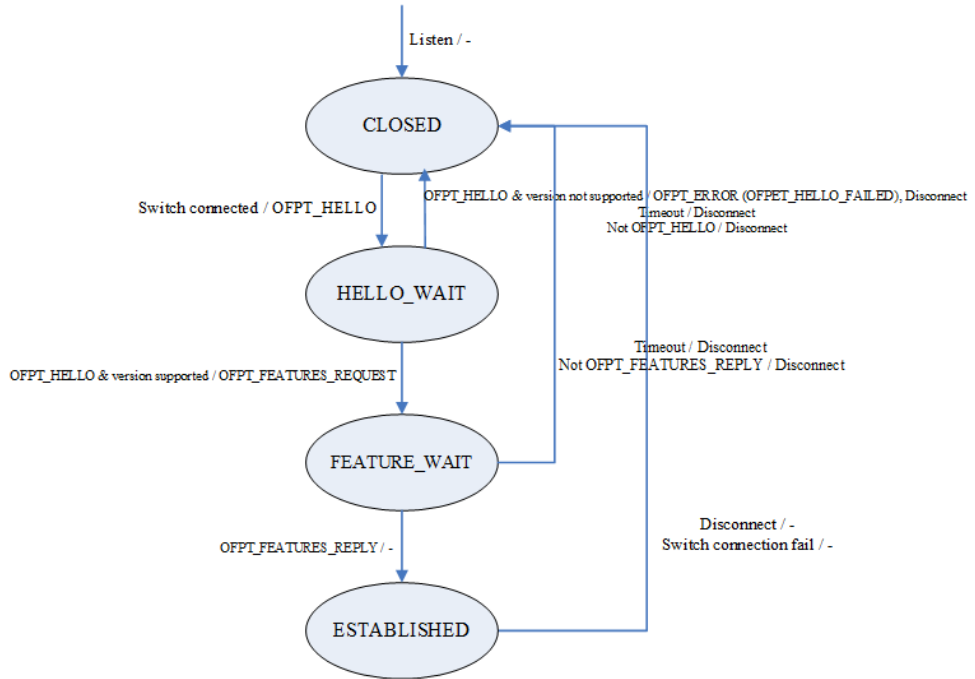 Listen / -
CLOSED
Switch connected / OFPT_HELLO
OFPT_HELLO & version not supported / OFPT_ERROR (OFPET_HELLO_FAILED), Disconnect
Timeout / Disconnect
Not OFPT_HELLO / Disconnect
HELLO_WAIT
Timeout / Disconnect
Not OFPT_FEATURES_REPLY / Disconnect
OFPT_HELLO & version supported / OFPT_FEATURES_REQUEST
FEATURE_WAIT
Disconnect / -
Switch connection fail / -
OFPT_FEATURES_REPLY / -
ESTABLISHED